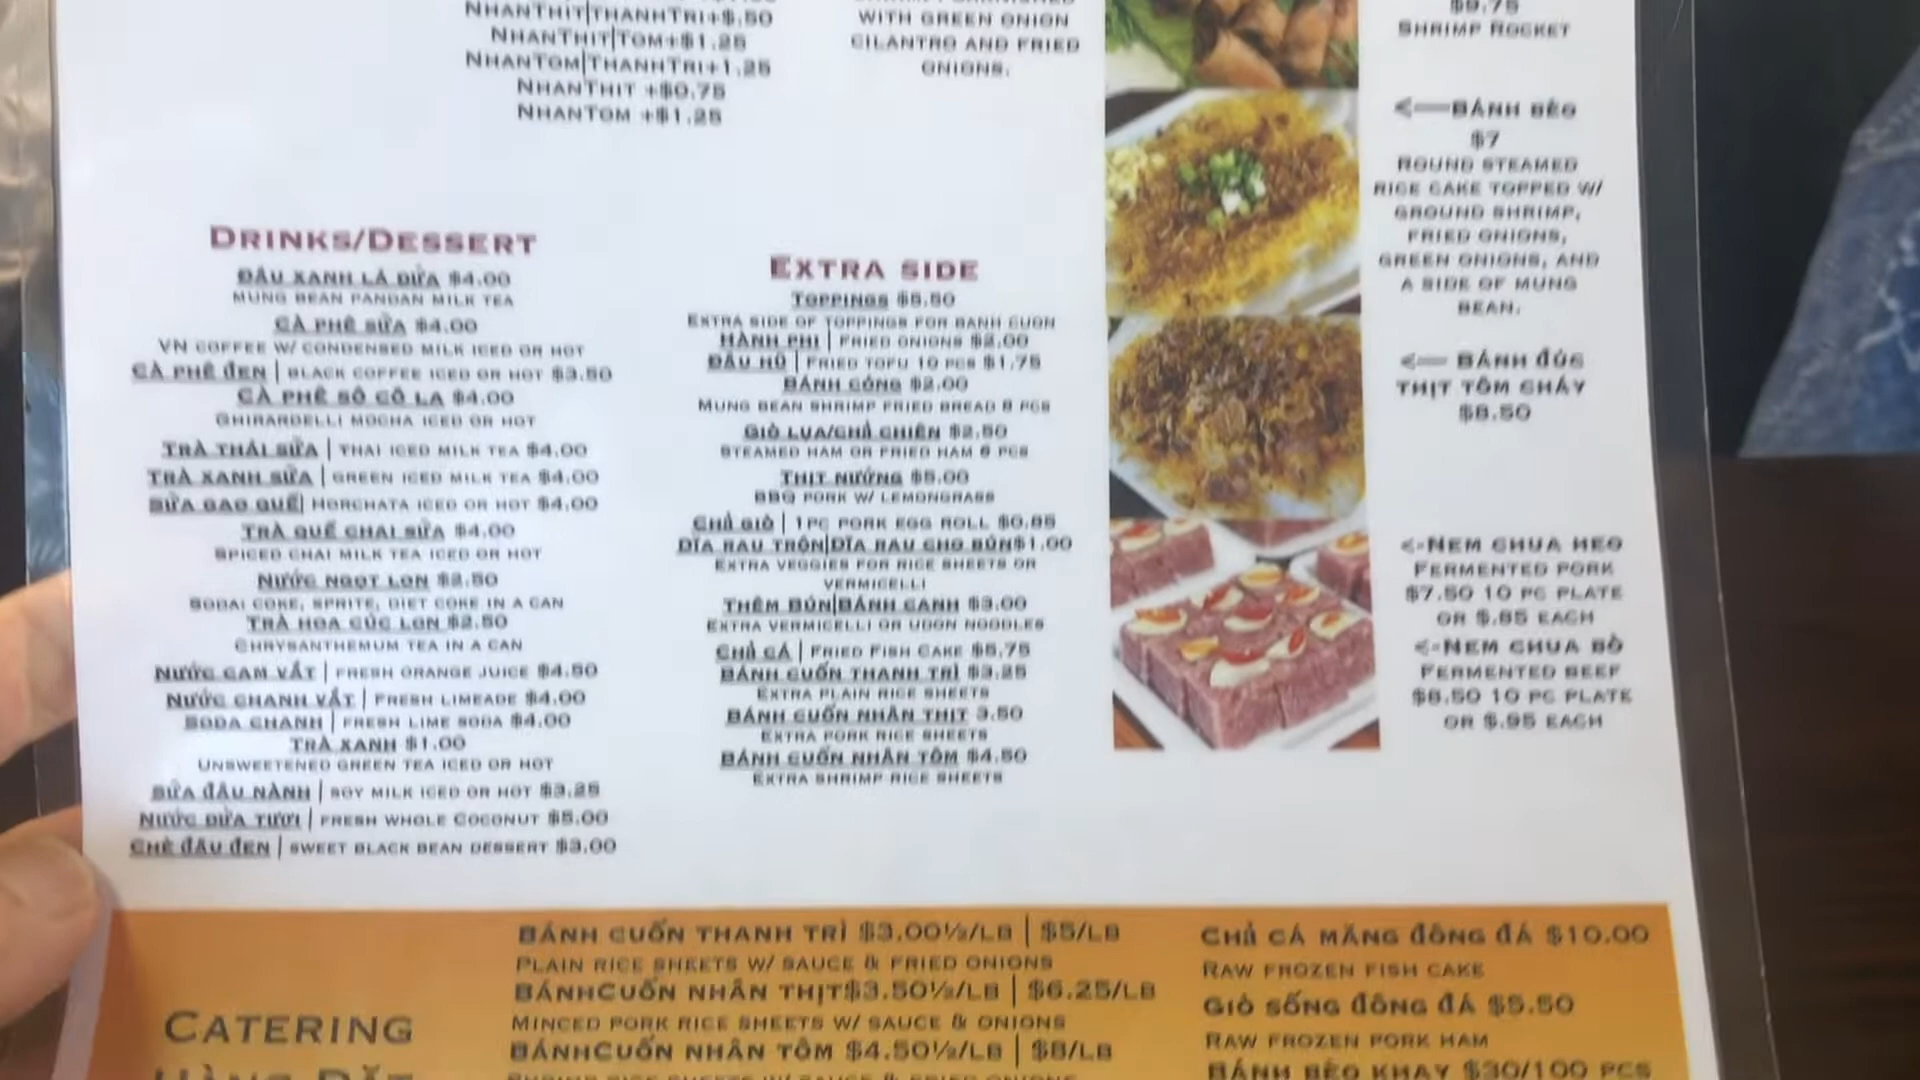 NhanThit|ThanhTri+$.50
NhanThit|Tom+$1.25
NhanTom|ThanhTri+1.25
NhanThit +$0.75
NhanTom +$1.25
with green onion
cilantro and fried
onions.
$9.75
Shrimp Rocket
<—Bánh bèo
$7
Round steamed
rice cake topped w/
ground shrimp,
fried onions,
green onions, and
a side of mung
bean.
<— Bánh đúc
thịt tôm cháy
$8.50
<-Nem chua heo
Fermented pork
$7.50 10 pc plate
or $.85 each
<-Nem chua bò
Fermented beef
$8.50 10 pc plate
or $.95 each
Drinks/Dessert
Đậu xanh lá dứa $4.00
Mung bean pandan milk tea
Cà phê sữa $4.00
VN coffee w/ condensed milk iced or hot
Cà phê đen | black coffee iced or hot $3.50
Cà phê sô cô la $4.00
Ghirardelli mocha iced or hot
Trà thái sữa | Thai iced milk tea $4.00
Trà xanh sữa | green iced milk tea $4.00
Sữa gạo quế| Horchata iced or hot $4.00
Trà quế chai sữa $4.00
Spiced chai milk tea iced or hot
Nước ngọt lon $2.50
Soda: coke, sprite, diet coke in a can
Trà hoa cúc lon $2.50
Chrysanthemum tea in a can
Nước cam vắt | fresh orange juice $4.50
Nước chanh vắt | Fresh limeade $4.00
Soda chanh | fresh lime soda $4.00
Trà xanh $1.00
Unsweetened green tea iced or hot
Sữa đậu nành | soy milk iced or hot $3.25
Nước dừa tươi | fresh whole Coconut $5.00
Chè đậu đen | sweet black bean dessert $3.00
Extra side
Toppings $5.50
Extra side of toppings for banh cuon
Hành phi | Fried onions $2.00
Đậu hũ | Fried tofu 10 pcs $1.75
Bánh cóng $2.00
Mung bean shrimp fried bread 8 pcs
Giò lụa/chả chiên $2.50
Steamed ham or fried ham 6 pcs
Thịt nướng $5.00
BBQ pork w/ lemongrass
Chả giò | 1pc pork egg roll $0.85
Dĩa rau trộn|Dĩa rau cho bún$1.00
Extra veggies for rice sheets or
vermicelli
Thêm bún|Bánh canh $3.00
Extra vermicelli or udon noodles
Chả cá | Fried Fish Cake $5.75
Bánh cuốn thanh trì $3.25
Extra plain rice sheets
Bánh cuốn nhân thịt 3.50
Extra pork rice sheets
Bánh cuốn nhân tôm $4.50
Extra shrimp rice sheets
Catering
Hàng Đặt
Bánh cuốn thanh trì $3.00½/lb | $5/lb
Plain rice sheets w/ sauce & fried onions
BánhCuốn nhân thịt$3.50½/lb | $6.25/lb
Minced pork rice sheets w/ sauce & onions
BánhCuốn nhân tôm $4.50½/lb | $8/lb
Chả cá măng đông đá $10.00
Raw frozen fish cake
Giò sống đông đá $5.50
Raw frozen pork ham
Bánh bèo khay $30/100 pcs